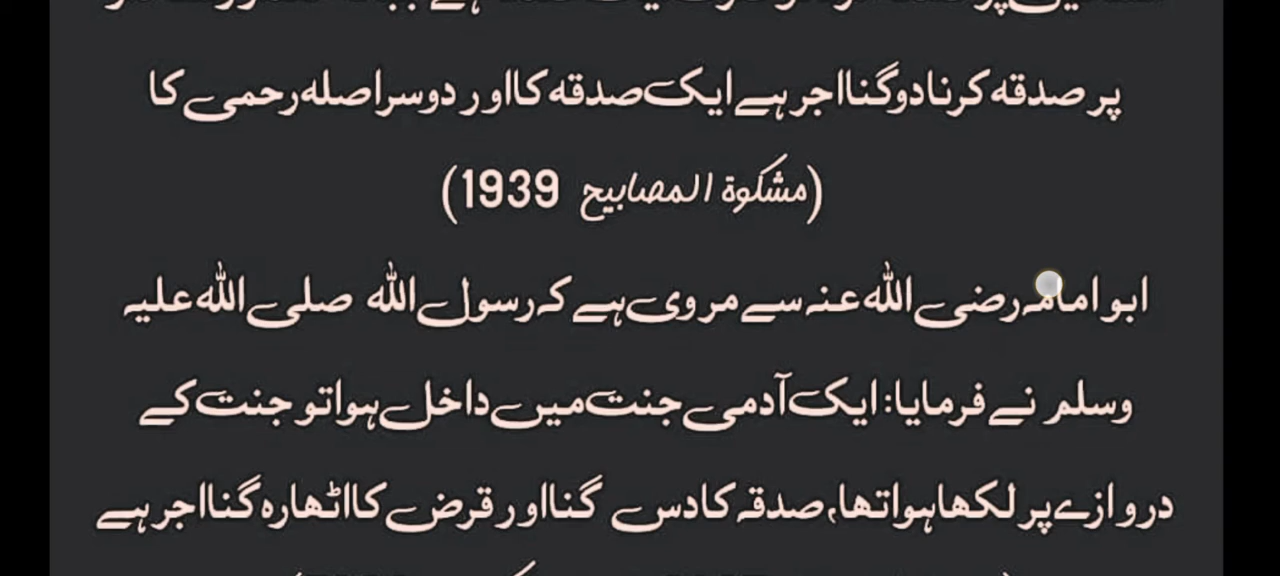 پر صدقہ کرنا دوگنا اجر ہے ایک صدقہ کا اور دوسرا صلہ رحمی کا
(مشکوۃ المصابیح 1939)
ابو امامہ رضی اللہ عنہ سے مروی ہے کہ رسول اللہ صلی اللہ علیہ
وسلم نے فرمایا: ایک آدمی جنت میں داخل ہوا تو جنت کے
دروازے پر لکھا ہوا تھا، صدقہ کا دس گنا اور قرض کا اٹھارہ گنا اجر ہے